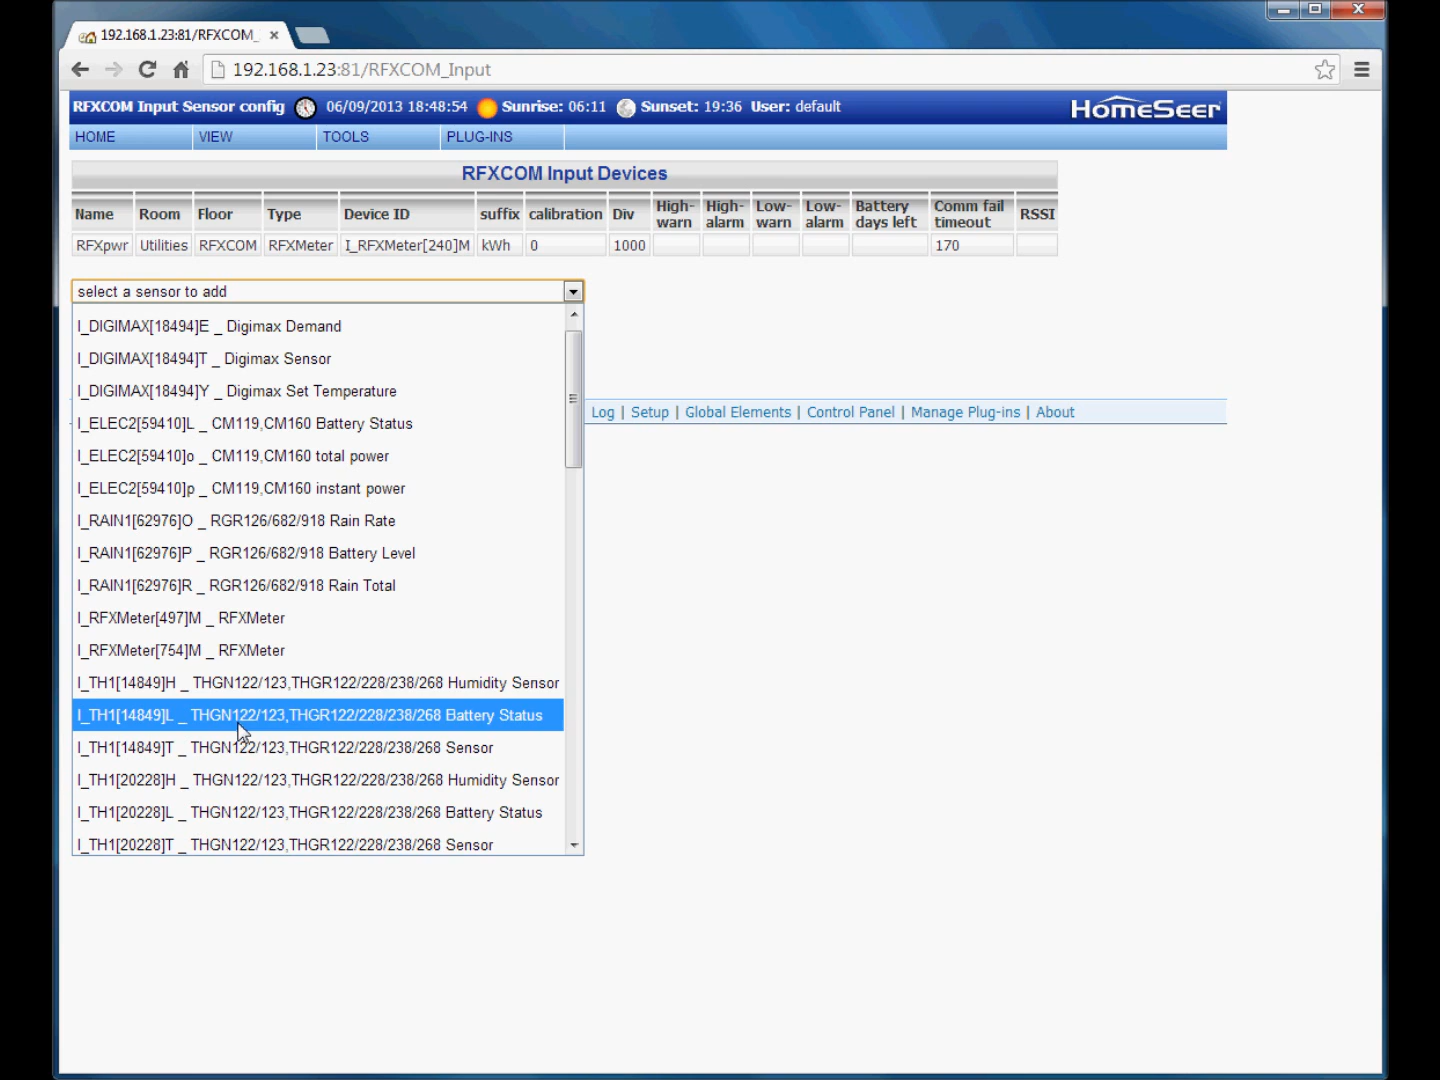 192.168.1.23:81/RFXCOM_
192.168.1.23:81/RFXCOM_Input
RFXCOM Input Sensor config 06/09/2013 18:48:54 Sunrise: 06:11 Sunset: 19:36 User: default
HomeSeer
HOME VIEW TOOLS PLUG-INS
RFXCOM Input Devices
Name Room Floor Type Device ID suffix calibration Div High-warn High-alarm Low-warn Low-alarm Battery days left Comm fail timeout RSSI
RFXpwr Utilities RFXCOM RFXMeter I_RFXMeter[240]M kWh 0 1000 170
select a sensor to add
I_DIGIMAX[18494]E _ Digimax Demand
I_DIGIMAX[18494]T _ Digimax Sensor
I_DIGIMAX[18494]Y _ Digimax Set Temperature
Log | Setup | Global Elements | Control Panel | Manage Plug-ins | About
I_ELEC2[59410]L _ CM119,CM160 Battery Status
I_ELEC2[59410]o _ CM119,CM160 total power
I_ELEC2[59410]p _ CM119,CM160 instant power
I_RAIN1[62976]O _ RGR126/682/918 Rain Rate
I_RAIN1[62976]P _ RGR126/682/918 Battery Level
I_RAIN1[62976]R _ RGR126/682/918 Rain Total
I_RFXMeter[497]M _ RFXMeter
I_RFXMeter[754]M _ RFXMeter
I_TH1[14849]H _ THGN122/123,THGR122/228/238/268 Humidity Sensor
I_TH1[14849]L _ THGN122/123,THGR122/228/238/268 Battery Status
I_TH1[14849]T _ THGN122/123,THGR122/228/238/268 Sensor
I_TH1[20228]H _ THGN122/123,THGR122/228/238/268 Humidity Sensor
I_TH1[20228]L _ THGN122/123,THGR122/228/238/268 Battery Status
I_TH1[20228]T _ THGN122/123,THGR122/228/238/268 Sensor